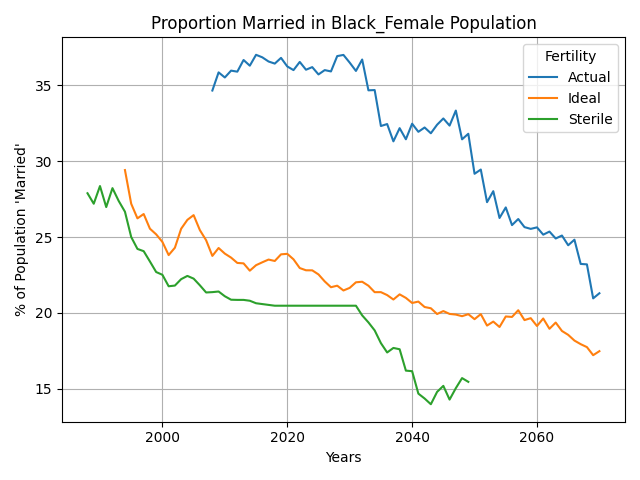 Proportion Married in Black_Female Population
% of Population 'Married'
35
30
25
20
15
Fertility
Actual
Ideal
Sterile
2000
2020
2040
2060
Years